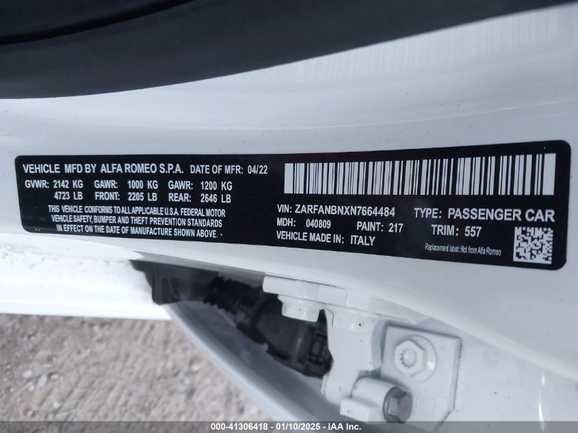 VEHICLE MFD BY ALFA ROMEO S.P.A. DATE OF MFR: 04/22
GVWR: 2142 KG GAWR: 1000 KG GAWR: 1200 KG
4723 LB FRONT: 2205 LB REAR: 2646 LB
THIS VEHICLE CONFORMS TO ALL APPLICABLE U.S.A. FEDERAL MOTOR
VEHICLE SAFETY, BUMPER AND THEFT PREVENTION STANDARDS
IN EFFECT ON THE DATE OF MANUFACTURE SHOWN ABOVE.
VIN: ZARFANBNXN7664484 TYPE: PASSENGER CAR
MDH: 040809 PAINT: 217 TRIM: 557
VEHICLE MADE IN: ITALY
Replacement label: Not from Alfa Romeo
000-41306418 - 01/10/2025 - IAAI.COM